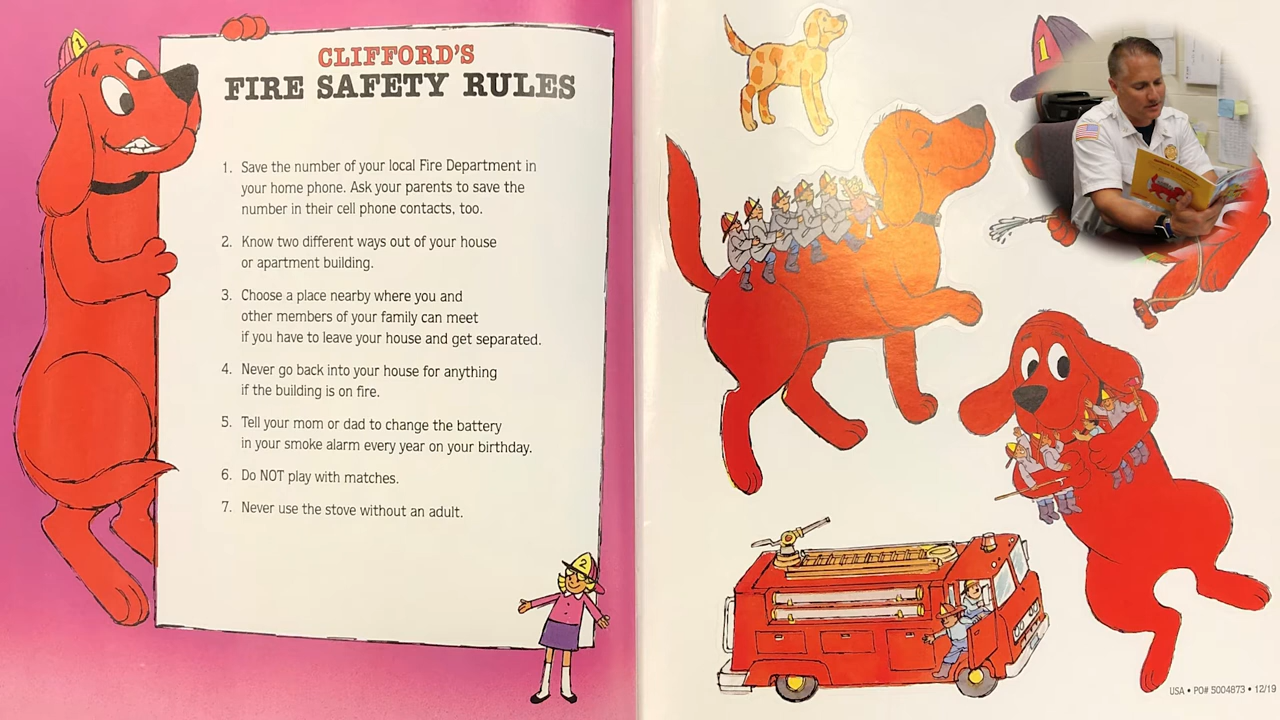 1
CLIFFORD'S
FIRE SAFETY RULES
1. Save the number of your local Fire Department in
your home phone. Ask your parents to save the
number in their cell phone contacts, too.
2. Know two different ways out of your house
or apartment building.
3. Choose a place nearby where you and
other members of your family can meet
if you have to leave your house and get separated.
4. Never go back into your house for anything
if the building is on fire.
5. Tell your mom or dad to change the battery
in your smoke alarm every year on your birthday.
6. Do NOT play with matches.
7. Never use the stove without an adult.
2
1
USA • PO# 5004873 • 12/19